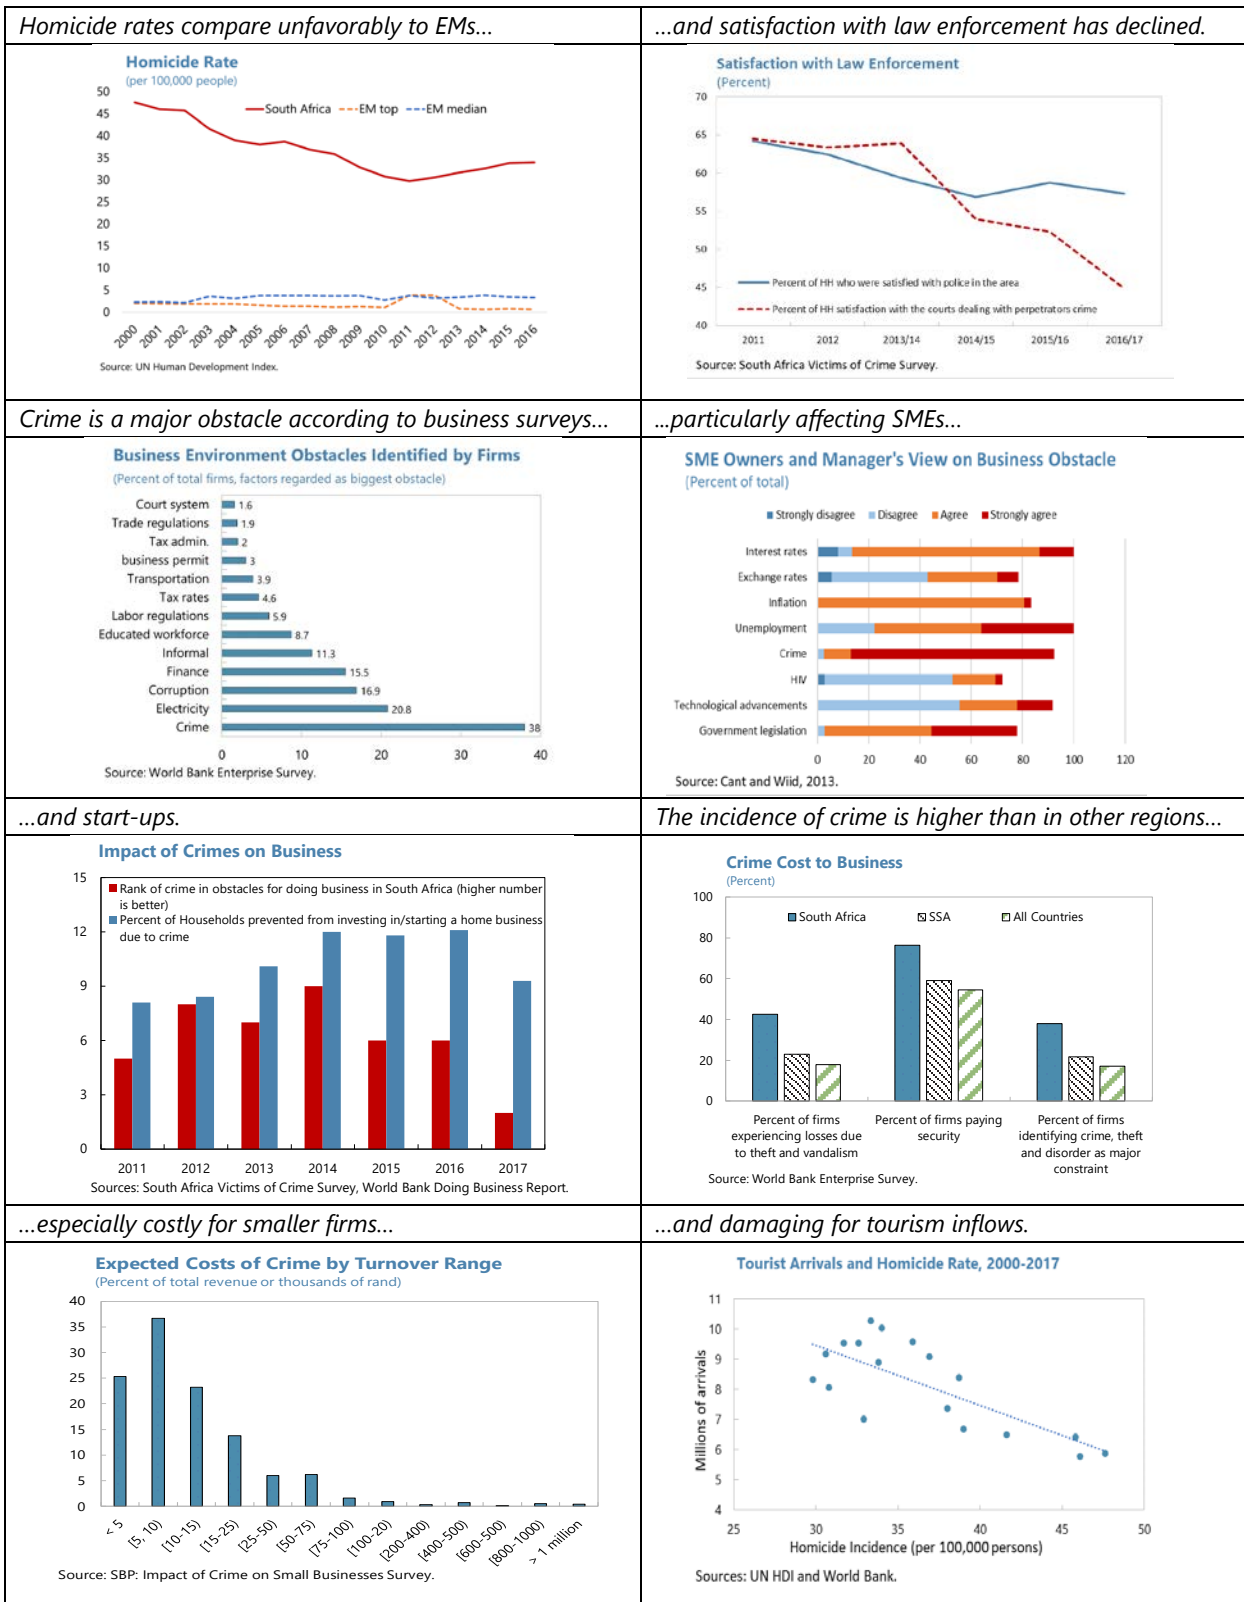 Homicide rates compare unfavorably to EMs...
Homicide Rate
(per 100,000 people)
50
45
40
35
30
25
20
15
10
5
0
South Africa
EM top
EM median
2000
2001
2002
2003
2004
2005
2006
2007
2008
2009
2010
2011
2012
2013
2014
2015
2016
Source: UN Human Development Index.
...and satisfaction with law enforcement has declined.
Satisfaction with Law Enforcement
(Percent)
70
65
60
55
50
45
40
Percent of HH who were satisfied with police in the area
Percent of HH satisfaction with the courts dealing with perpetrators crime
2011
2012
2013/14
2014/15
2015/16
2016/17
Source: South Africa Victims of Crime Survey.
Crime is a major obstacle according to business surveys...
Business Environment Obstacles Identified by Firms
(Percent of total firms, factors regarded as biggest obstacle)
Court system 1.6
Trade regulations 1.9
Tax admin. 2
business permit 3
Transportation 3.9
Tax rates 4.6
Labor regulations 5.9
Educated workforce 8.7
Informal 11.3
Finance 15.5
Corruption 16.9
Electricity 20.8
Crime 38
0 10 20 30 40
Source: World Bank Enterprise Survey.
...particularly affecting SMEs...
SME Owners and Manager's View on Business Obstacle
(Percent of total)
Strongly disagree Disagree Agree Strongly agree
Interest rates
Exchange rates
Inflation
Unemployment
Crime
HIV
Technological advancements
Government legislation
0 20 40 60 80 100 120
Source: Cant and Wiid, 2013.
...and start-ups.
Impact of Crimes on Business
15
12
9
6
3
0
Rank of crime in obstacles for doing business in South Africa (higher number
is better)
Percent of Households prevented from investing in/starting a home business
due to crime
2011 2012 2013 2014 2015 2016 2017
Sources: South Africa Victims of Crime Survey, World Bank Doing Business Report.
The incidence of crime is higher than in other regions...
Crime Cost to Business
(Percent)
100
80
60
40
20
0
South Africa SSA All Countries
Percent of firms
experiencing losses due
to theft and vandalism
Percent of firms paying
security
Percent of firms
identifying crime, theft
and disorder as major
constraint
Source: World Bank Enterprise Survey.
...especially costly for smaller firms...
Expected Costs of Crime by Turnover Range
(Percent of total revenue or thousands of rand)
40
35
30
25
20
15
10
5
0
< 5
[5, 10)
[10-15)
[15-25)
[25-50)
[50-75)
[75-100)
[100-20)
[200-400)
[400-500)
[600-500)
[800-1000)
> 1 million
Source: SBP: Impact of Crime on Small Businesses Survey.
...and damaging for tourism inflows.
Tourist Arrivals and Homicide Rate, 2000-2017
Millions of arrivals
11
10
9
8
7
6
5
4
25 30 35 40 45 50
Homicide Incidence (per 100,000 persons)
Sources: UN HDI and World Bank.